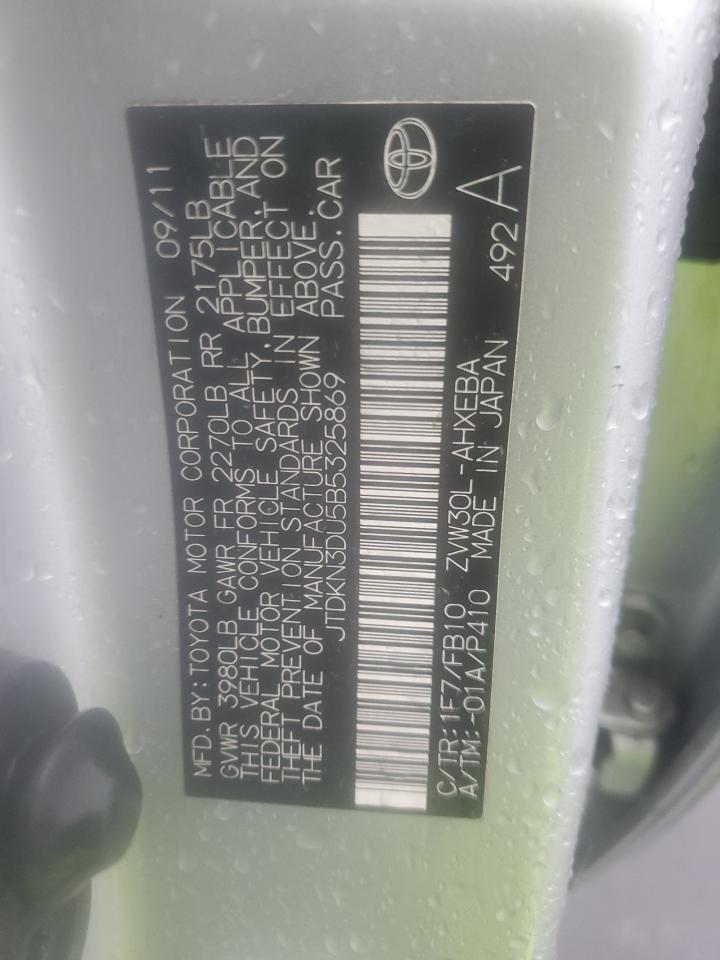 MFD. BY: TOYOTA MOTOR CORPORATION 09/11
GVWR 3980LB GAWR FR 2270LB RR 2175LB
THIS VEHICLE CONFORMS TO ALL APPLICABLE
FEDERAL MOTOR VEHICLE SAFETY, BUMPER, AND
THEFT PREVENTION STANDARDS IN EFFECT ON
THE DATE OF MANUFACTURE SHOWN ABOVE.
JTDKN3DU5B5325869 PASS. CAR
C/TR: 1F7/FB10 ZVW30L-AHXEBA
A/TM: -01A/P410 MADE IN JAPAN 492 A